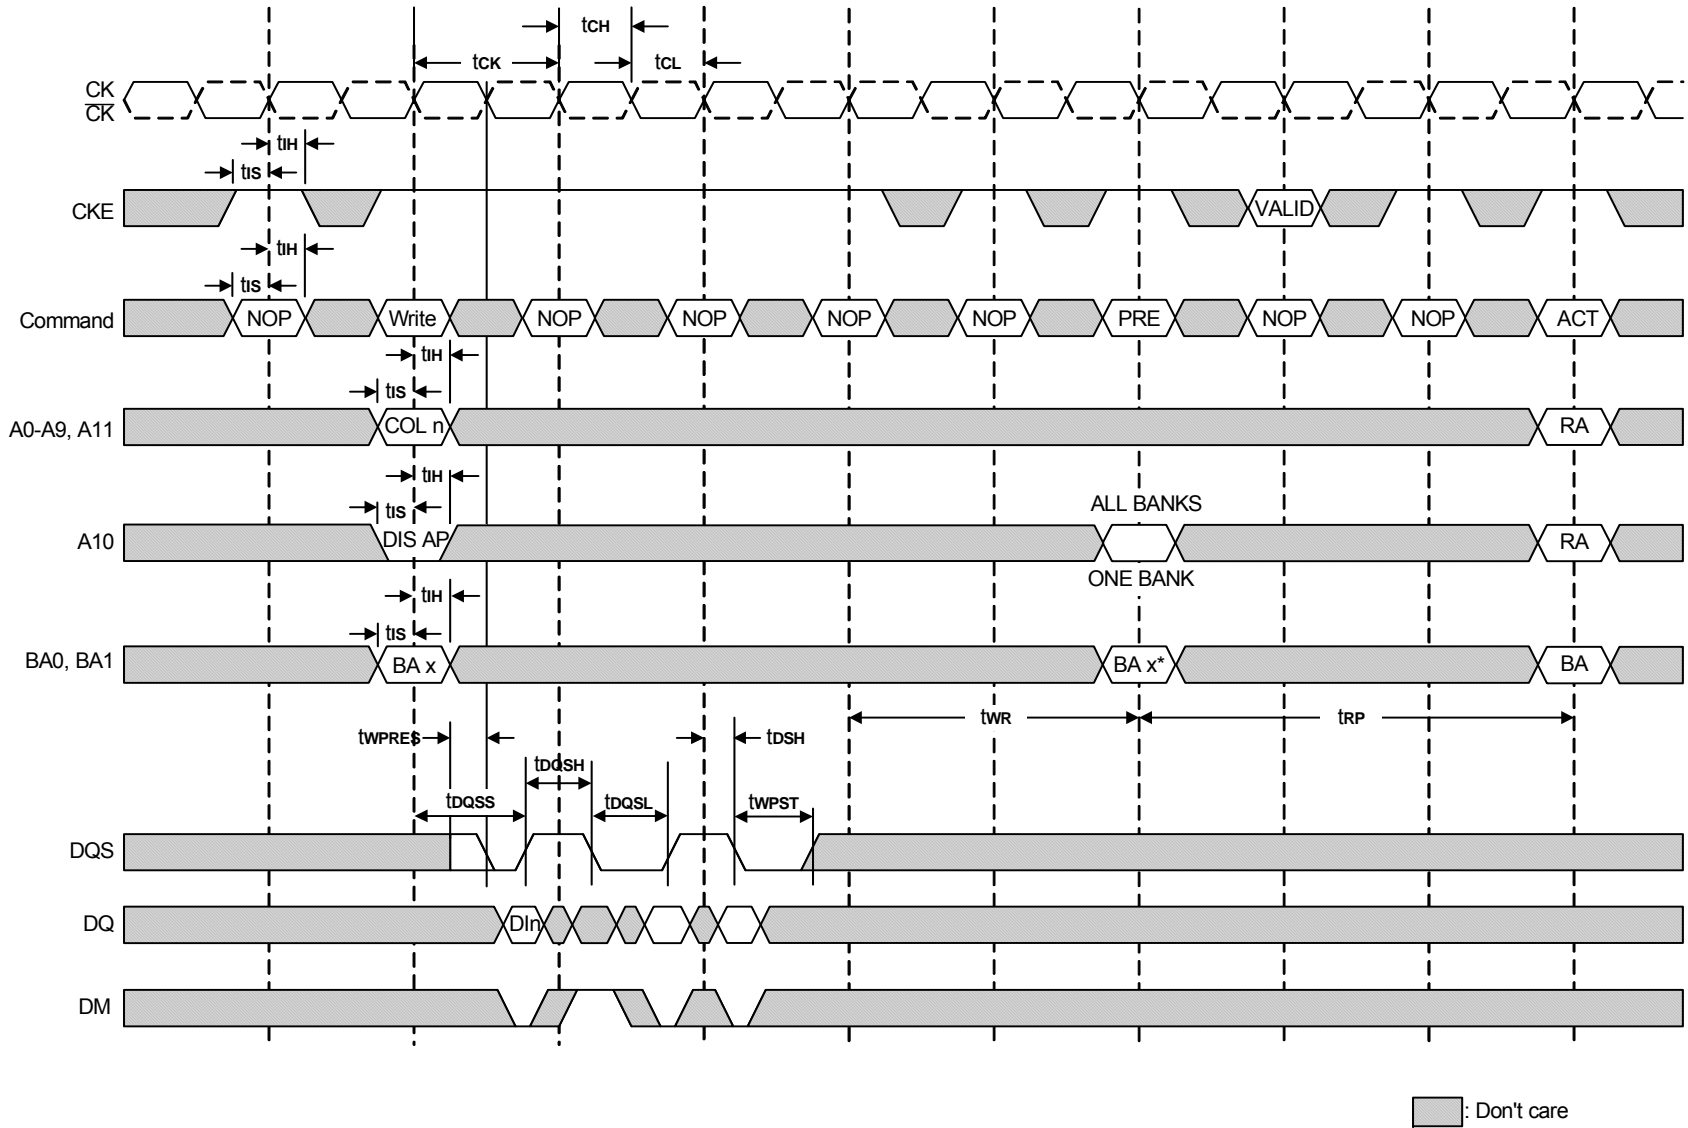 tCH
tCK
tCL
CK
CK
tIH
tIS
CKE VALID
tIH
tIS
Command NOP Write NOP NOP NOP NOP PRE NOP NOP ACT
tIH
tIS
A0-A9, A11 COL n RA
tIH
tIS
ALL BANKS
A10 DIS AP RA
ONE BANK
tIH
tIS
BA0, BA1 BA x BA x* BA
tWR tRP
tWPRES tDSH
tDQSH
tDQSS tDQSL tWPST
DQS
DQ DIn
DM
: Don't care